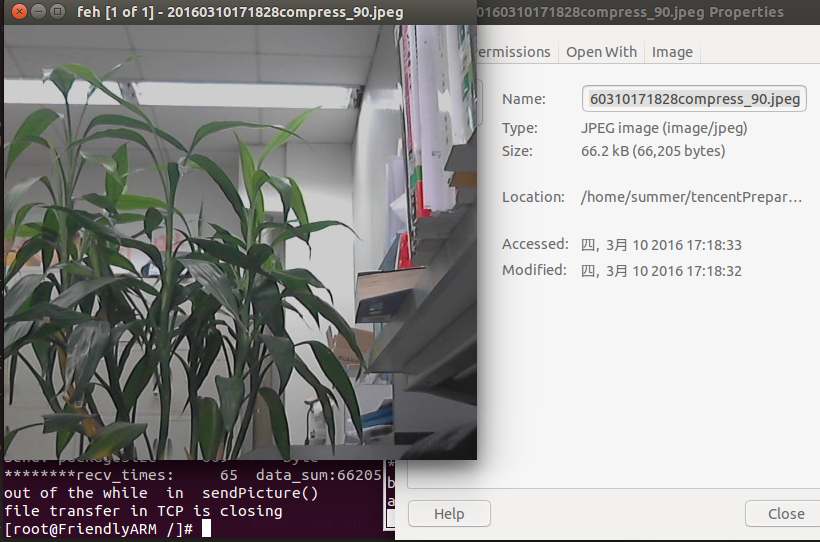 feh [1 of 1] - 20160310171828compress_90.jpeg
20160310171828compress_90.jpeg Properties
ermissions Open With Image
Name: 60310171828compress_90.jpeg
Type: JPEG image (image/jpeg)
Size: 66.2 kB (66,205 bytes)
Location: /home/summer/tencentPrepar...
Accessed: 四, 3月 10 2016 17:18:33
Modified: 四, 3月 10 2016 17:18:32
Help Close
********recv_times: 65 data_sum:66205
out of the while in sendPicture()
file transfer in TCP is closing
[root@FriendlyARM /]#